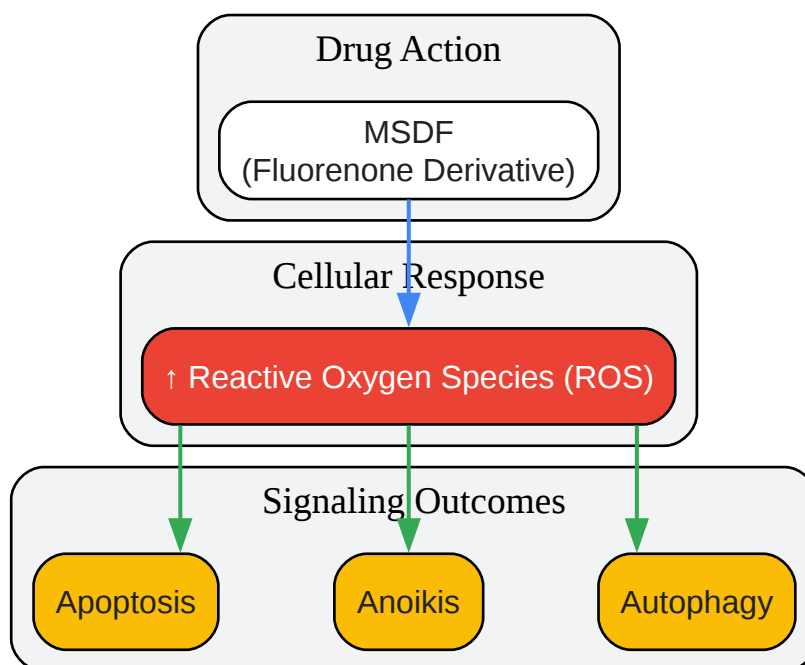 Drug Action
MSDF
(Fluorenone Derivative)
Cellular Response
↑ Reactive Oxygen Species (ROS)
Signaling Outcomes
Apoptosis
Anoikis
Autophagy